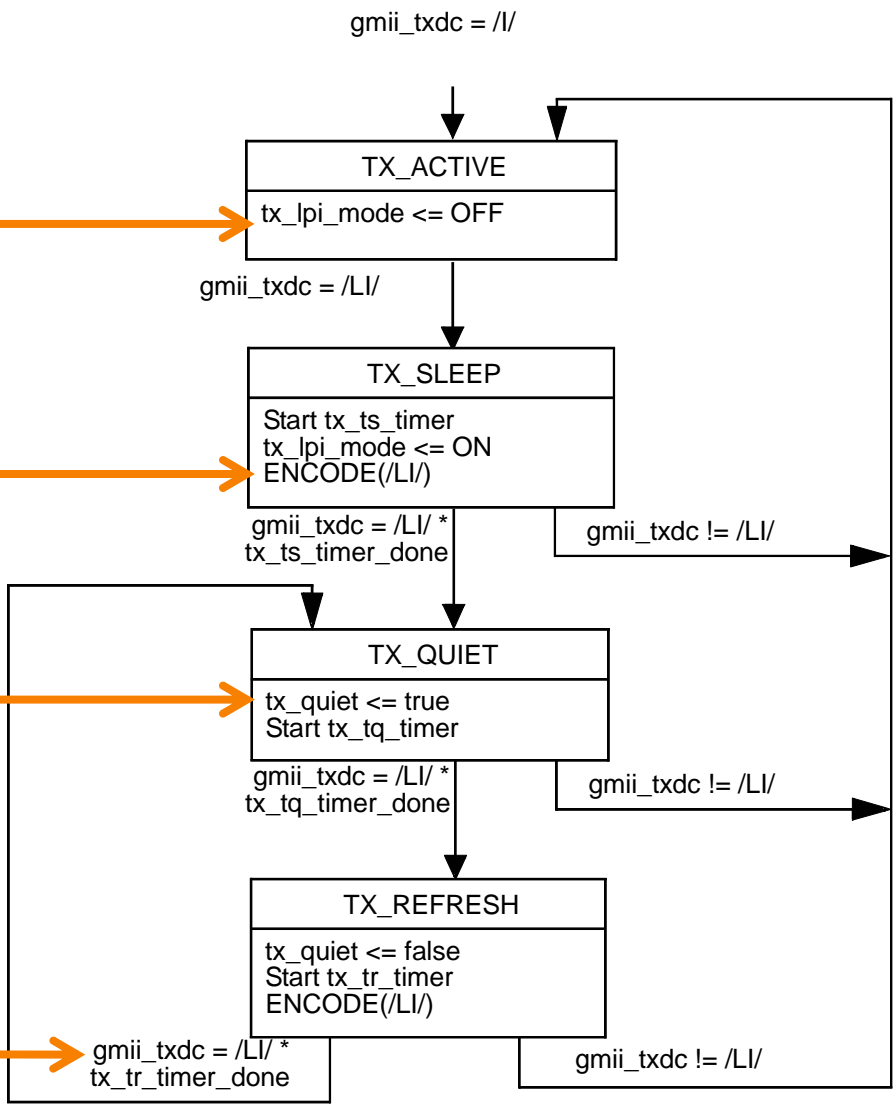 gmii_txdc = /I/
TX_ACTIVE
tx_lpi_mode <= OFF
gmii_txdc = /LI/
TX_SLEEP
Start tx_ts_timer
tx_lpi_mode <= ON
ENCODE(/LI/)
gmii_txdc = /LI/ *
tx_ts_timer_done
gmii_txdc != /LI/
TX_QUIET
tx_quiet <= true
Start tx_tq_timer
gmii_txdc = /LI/ *
tx_tq_timer_done
gmii_txdc != /LI/
TX_REFRESH
tx_quiet <= false
Start tx_tr_timer
ENCODE(/LI/)
gmii_txdc = /LI/ *
tx_tr_timer_done
gmii_txdc != /LI/